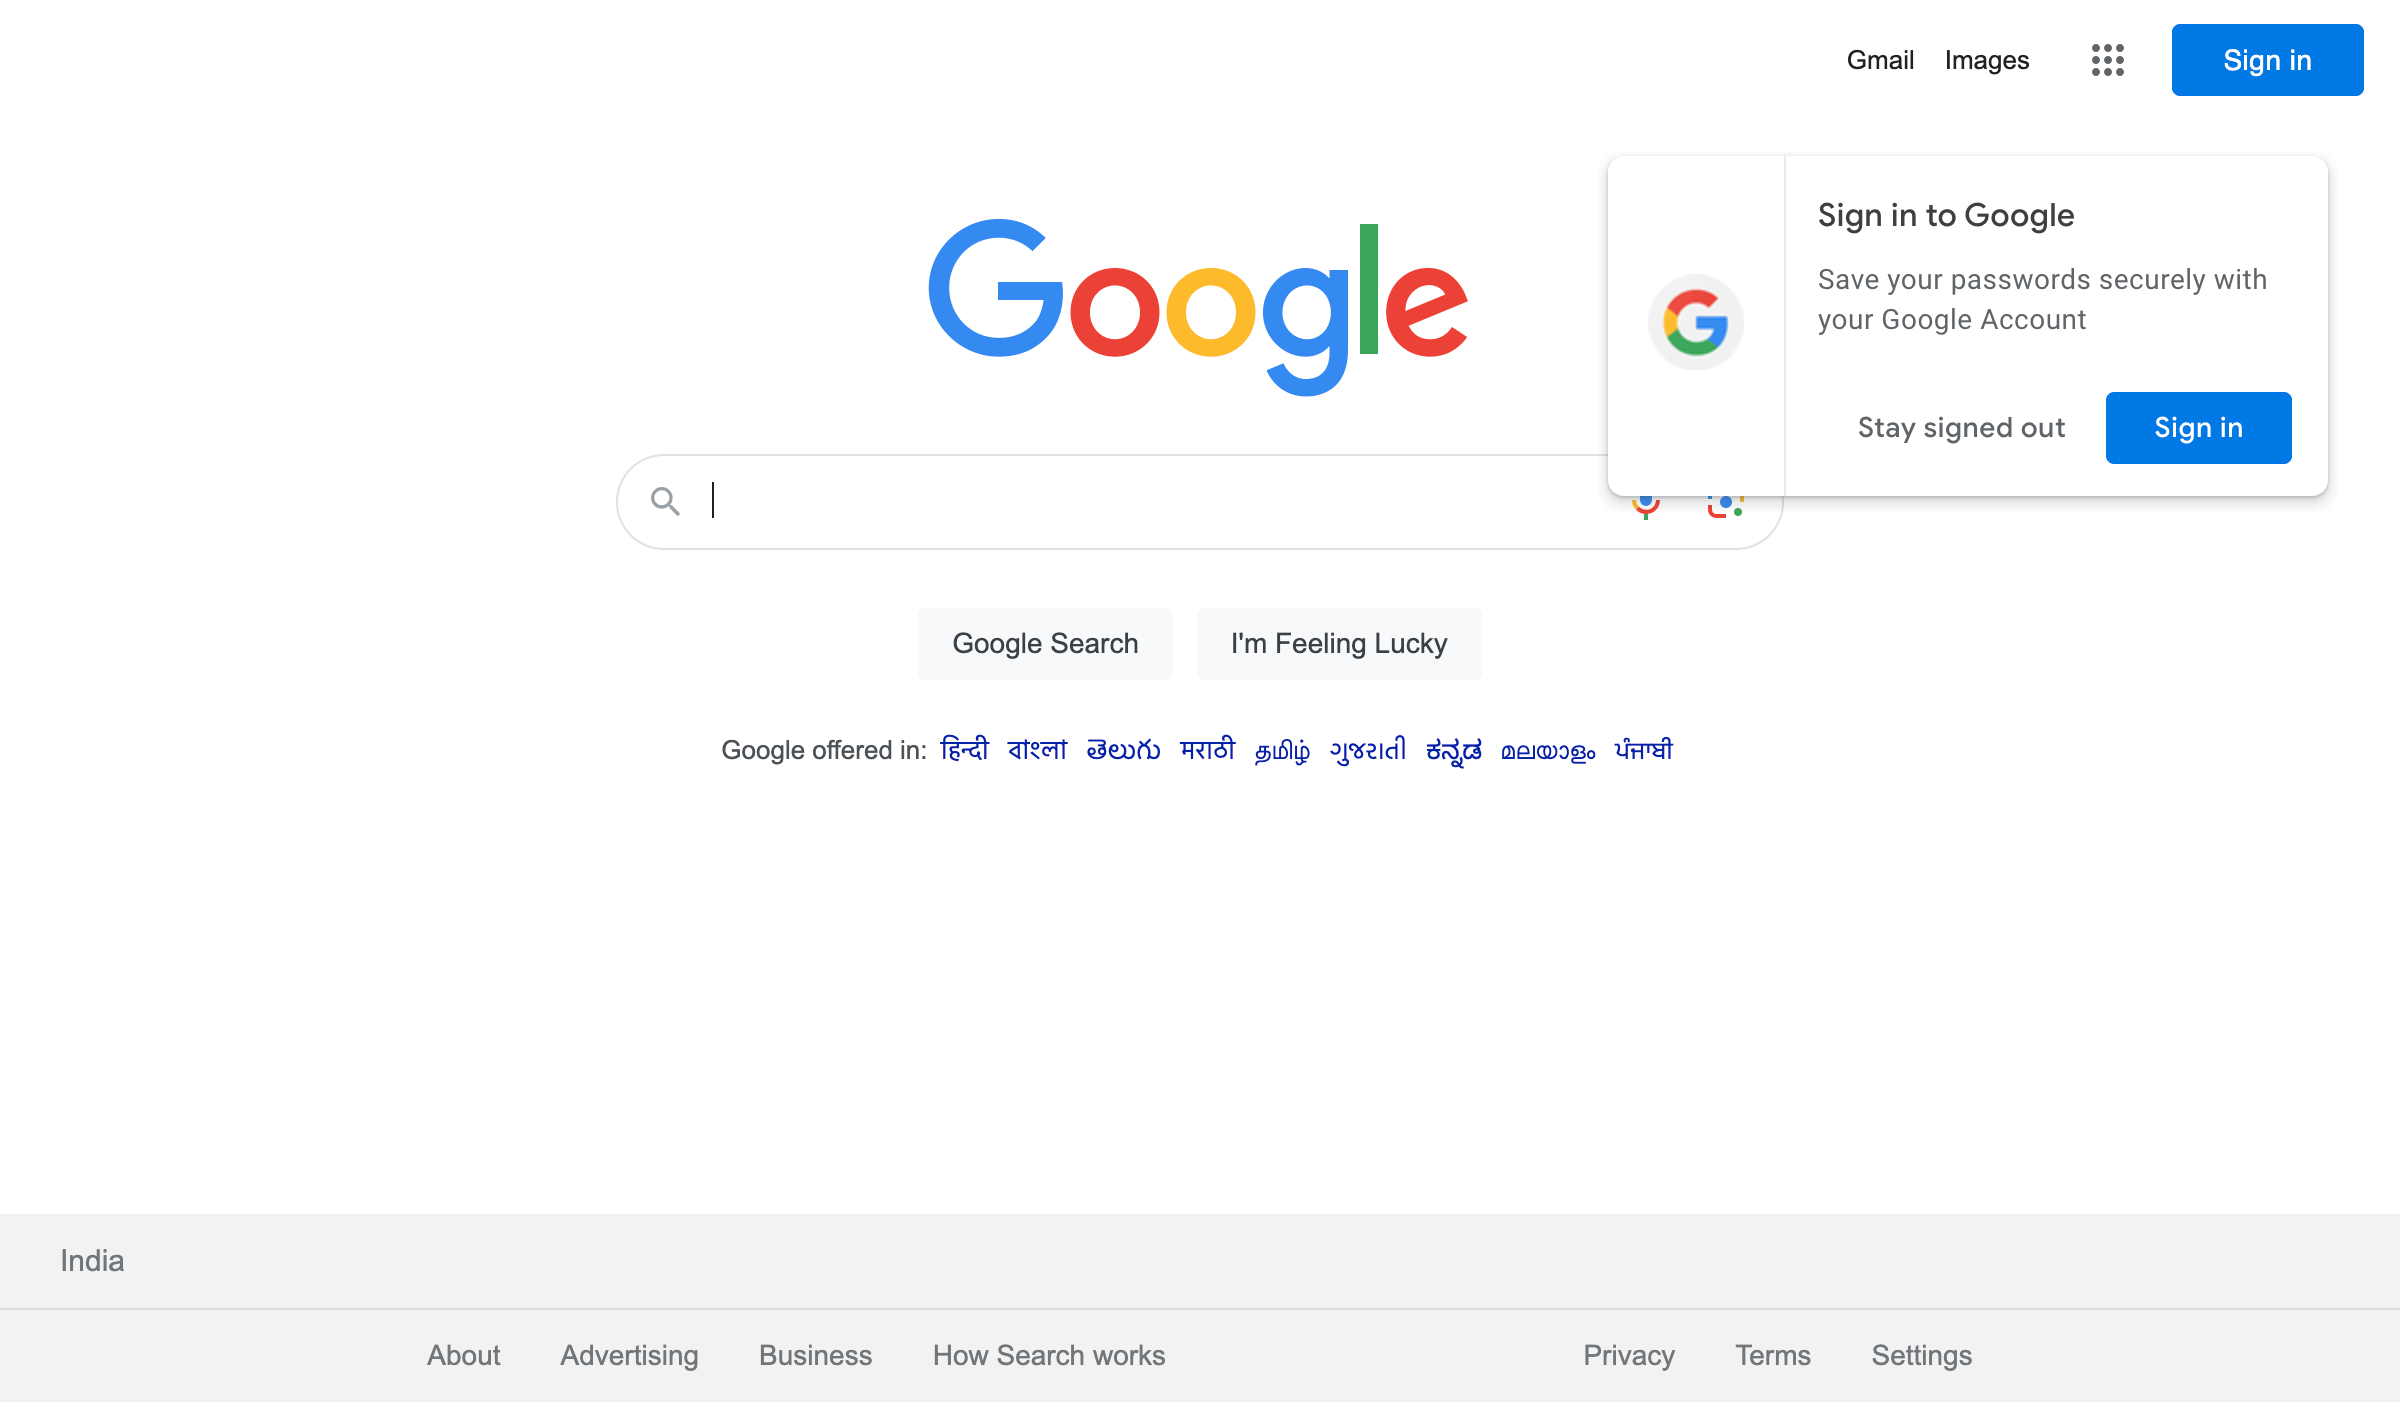 Gmail Images Sign in
Google
Sign in to Google
Save your passwords securely with
your Google Account
Stay signed out Sign in
Google Search I'm Feeling Lucky
Google offered in: हिन्दी বাংলা తెలుగు मराठी தமிழ் ગુજરાતી ಕನ್ನಡ മലയാളം ਪੰਜਾਬੀ
India
About Advertising Business How Search works Privacy Terms Settings